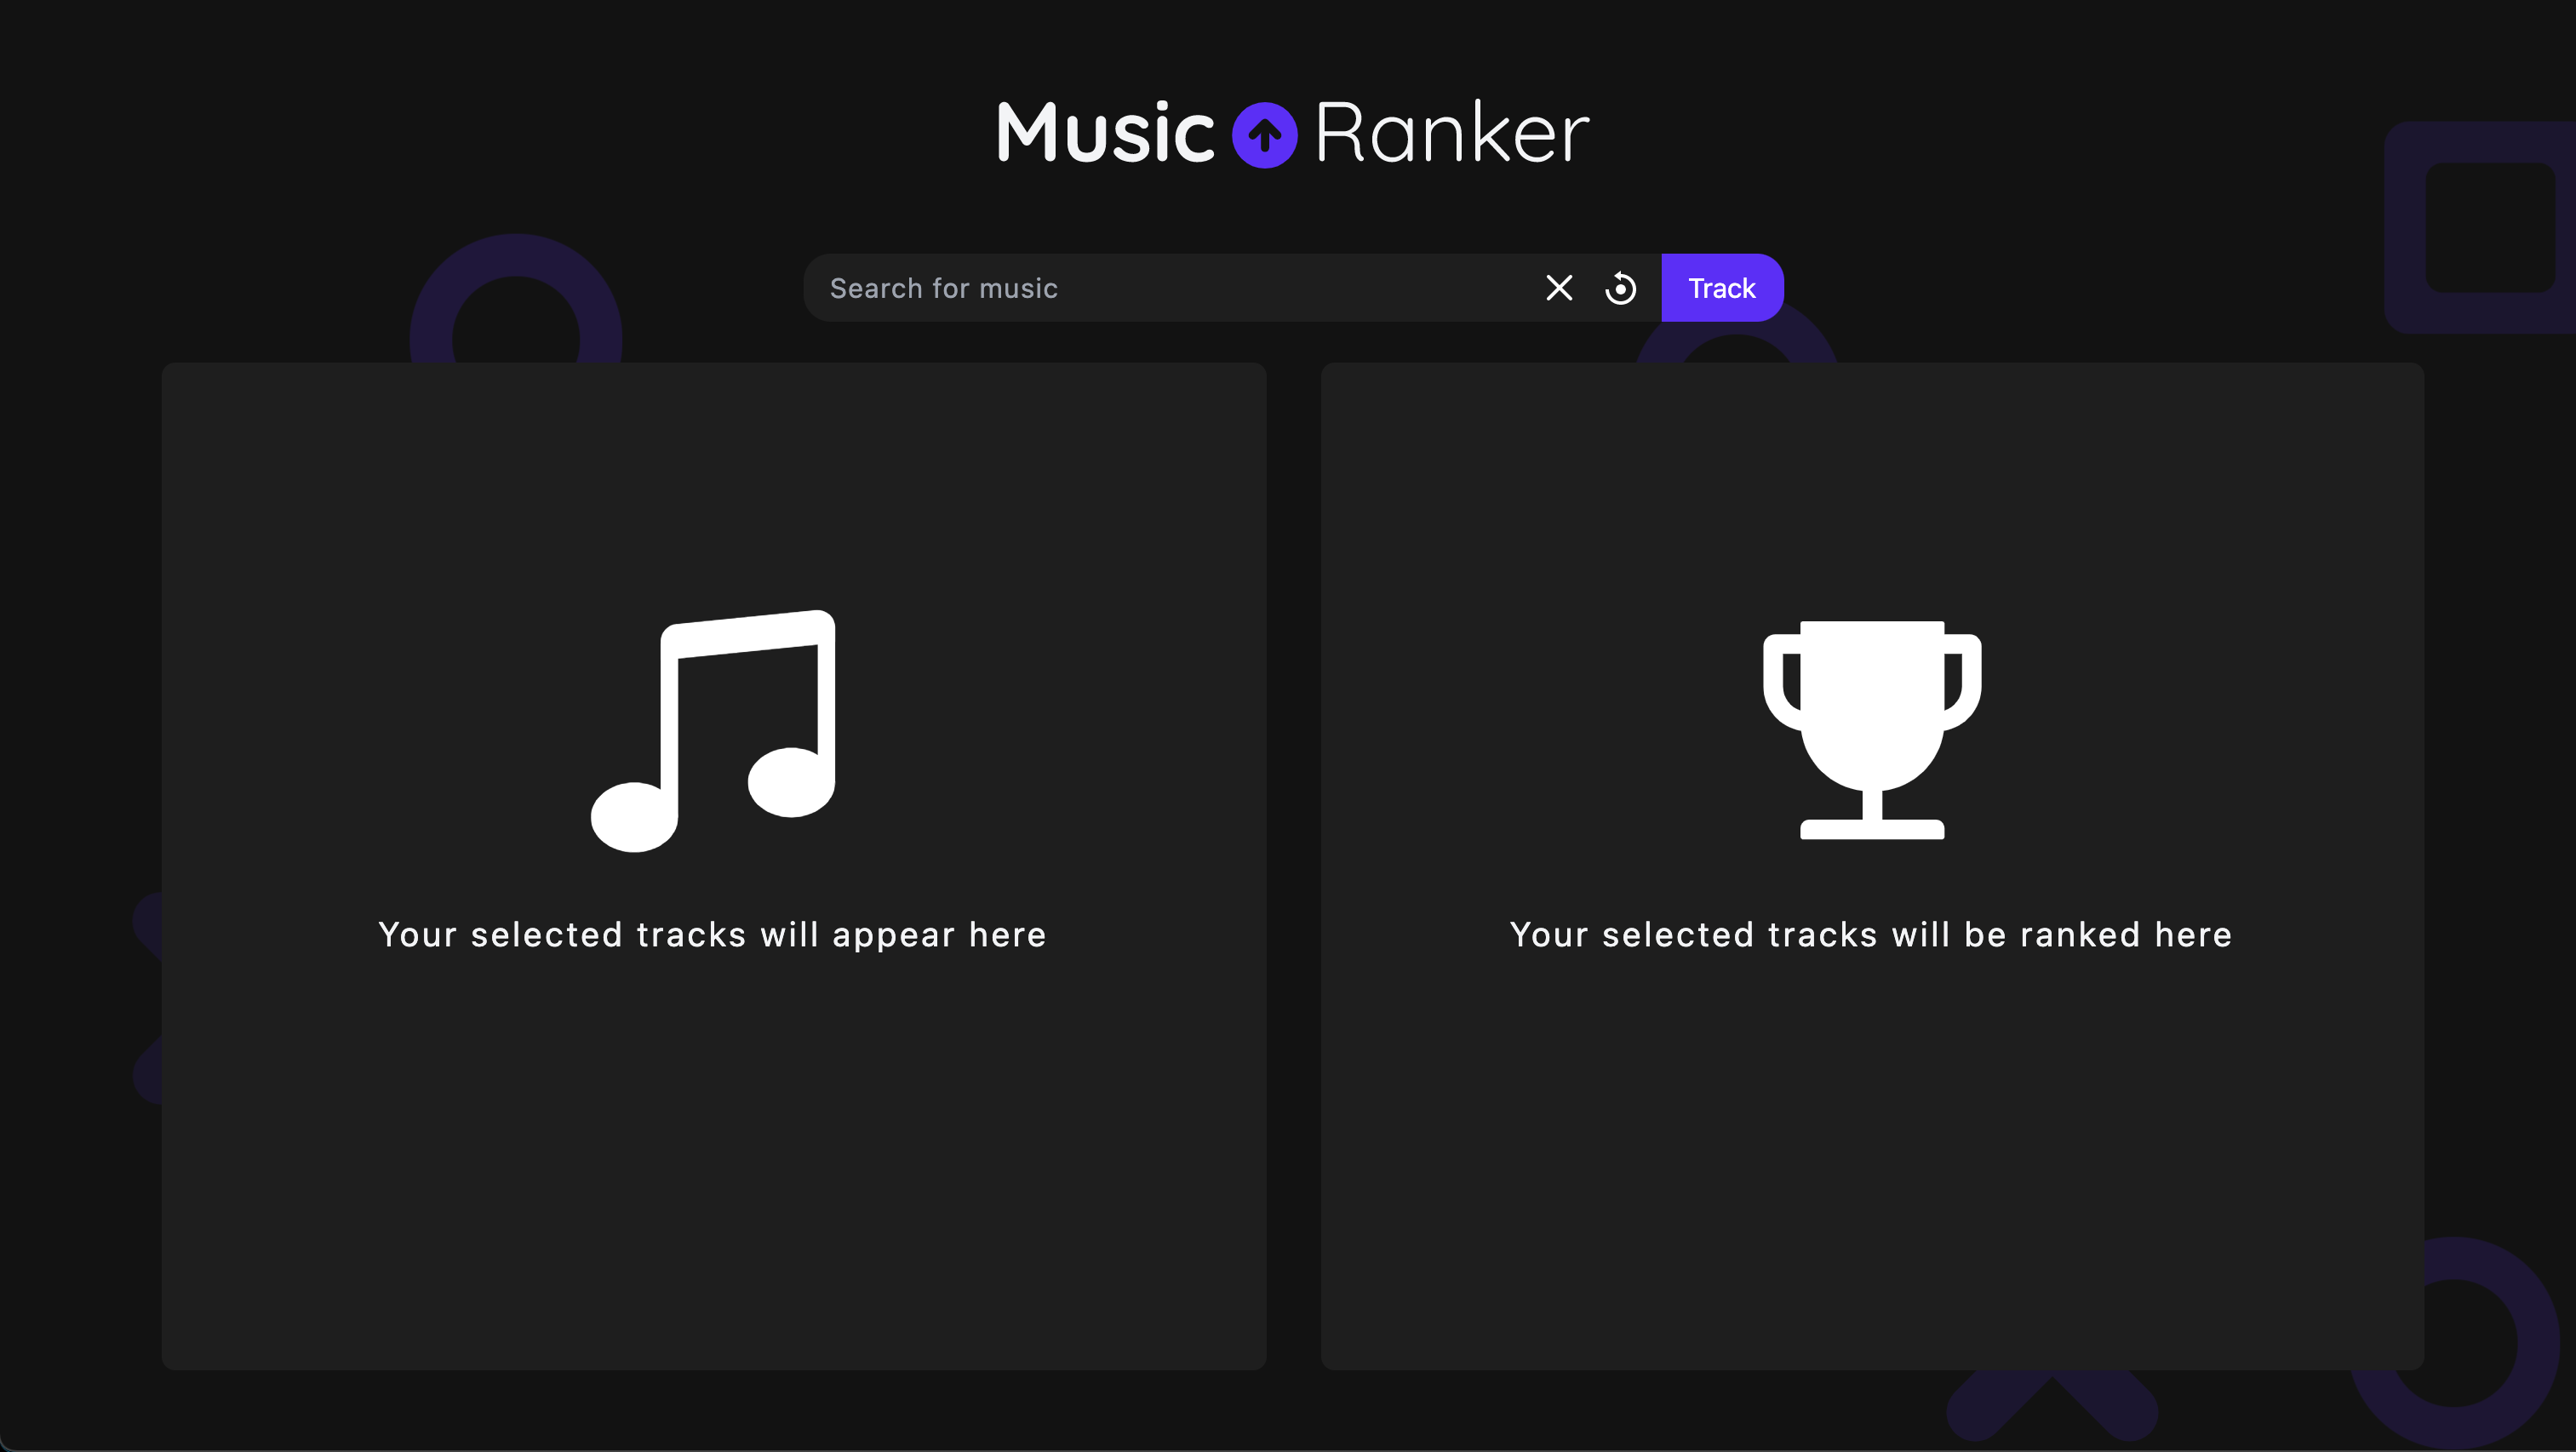 Music Ranker
Search for music
Track
Your selected tracks will appear here
Your selected tracks will be ranked here